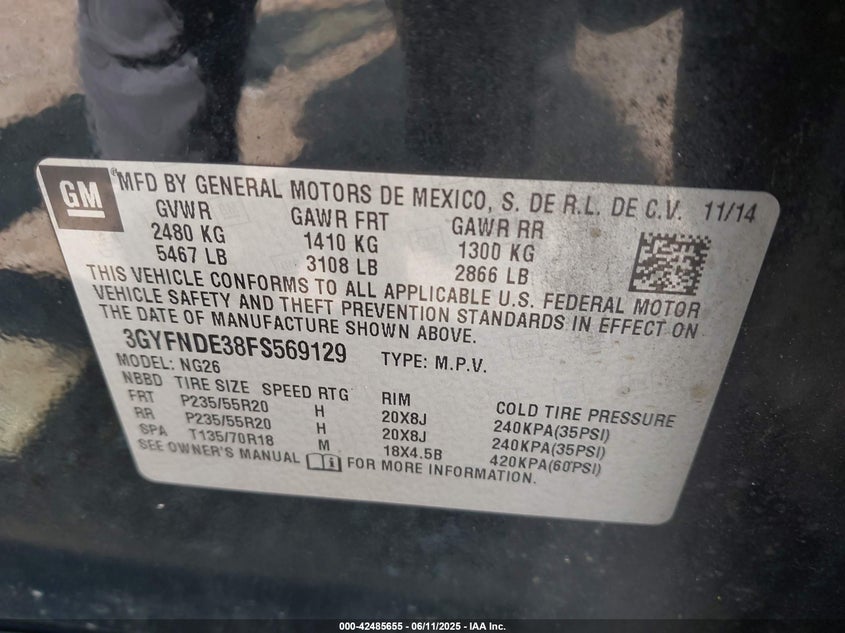 GM ® MFD BY GENERAL MOTORS DE MEXICO, S. DE R.L. DE C.V. 11/14
GVWR GAWR FRT GAWR RR
2480 KG 1410 KG 1300 KG
5467 LB 3108 LB 2866 LB
THIS VEHICLE CONFORMS TO ALL APPLICABLE U.S. FEDERAL MOTOR
VEHICLE SAFETY AND THEFT PREVENTION STANDARDS IN EFFECT ON
THE DATE OF MANUFACTURE SHOWN ABOVE.
3GYFNDE38FS569129 TYPE: M.P.V.
MODEL: NG26
NBBD TIRE SIZE SPEED RTG RIM COLD TIRE PRESSURE
FRT P235/55R20 H 20X8J 240KPA(35PSI)
RR P235/55R20 H 20X8J 240KPA(35PSI)
SPA T135/70R18 M 18X4.5B 420KPA(60PSI)
SEE OWNER'S MANUAL FOR MORE INFORMATION.
000-42485655 - 06/11/2025 - IAA Inc.